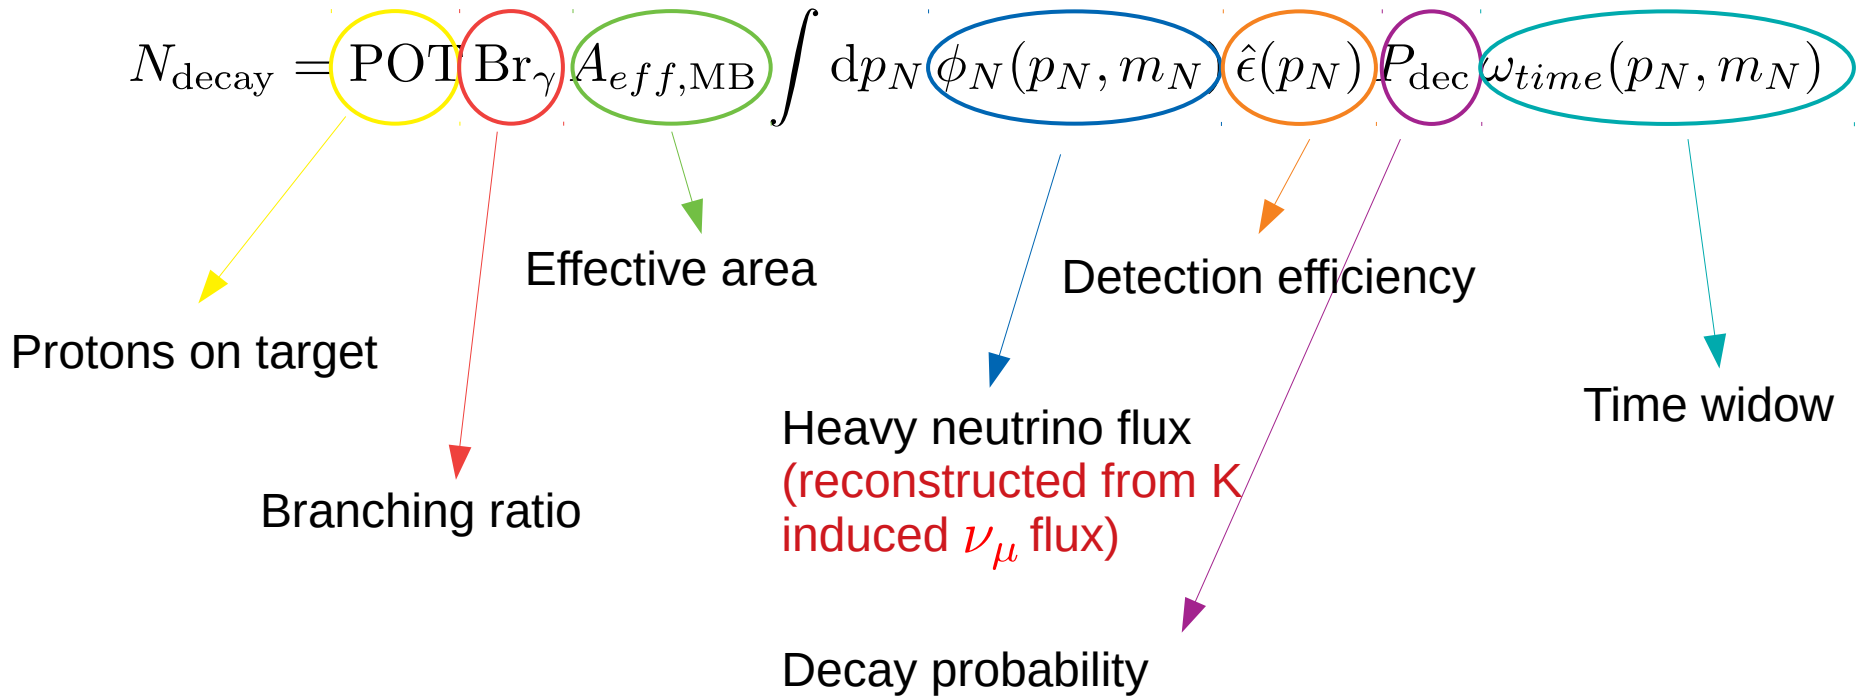 N_decay = POT Br_γ A_eff,MB ∫ dp_N ϕ_N(p_N, m_N) ε̂(p_N) P_dec ω_time(p_N, m_N)
Effective area
Detection efficiency
Protons on target
Time widow
Heavy neutrino flux
(reconstructed from K
induced ν_μ flux)
Branching ratio
Decay probability